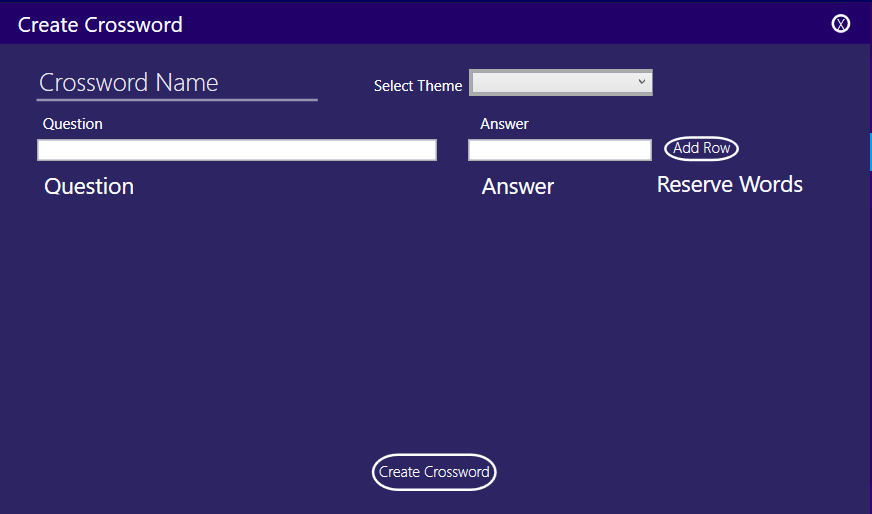 Create Crossword
X
Crossword Name
Select Theme
Question Answer
Add Row
Question Answer Reserve Words
Create Crossword